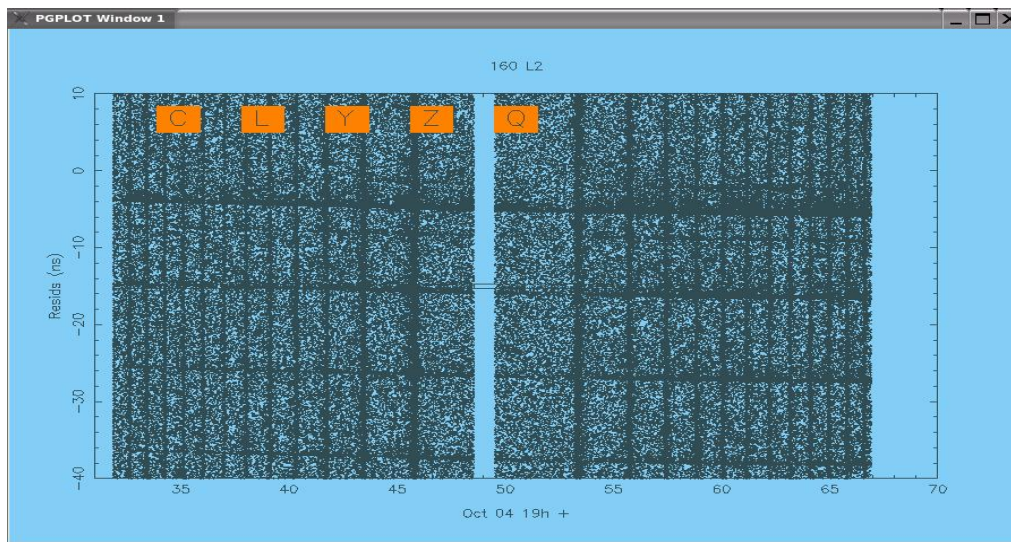 PGPLOT Window 1
160 L2
C L Y Z Q
10
0
−10
−20
−30
−40
Resids (ns)
35 40 45 50 55 60 65 70
Oct 04 19h +